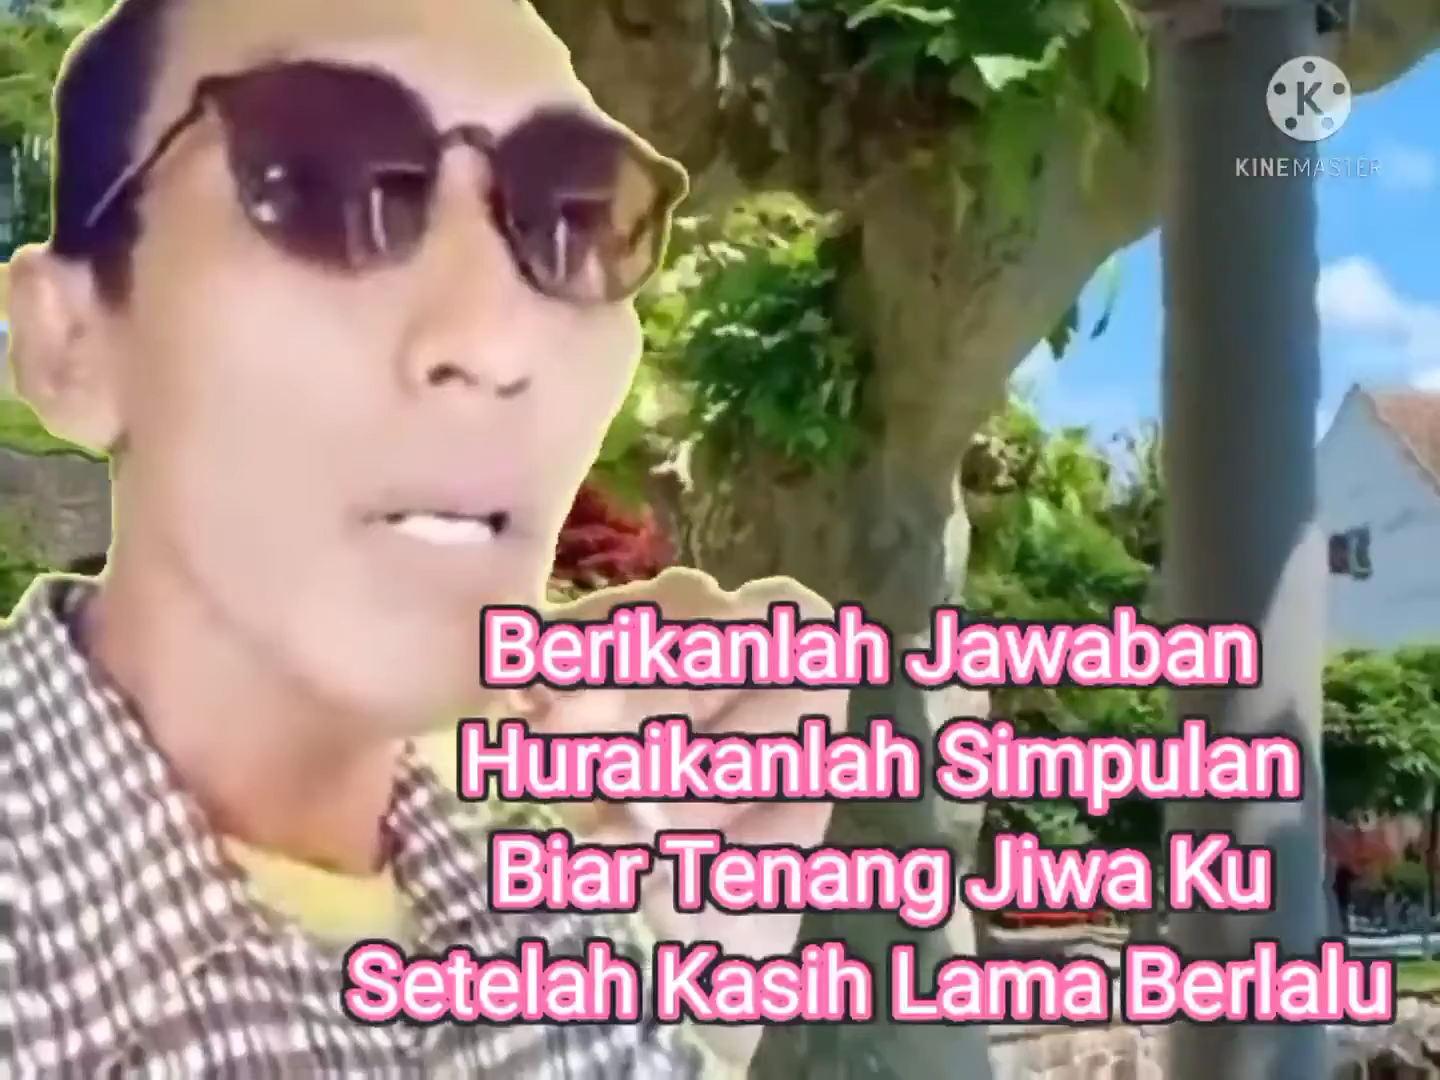 K
KINEMASTER
Berikanlah Jawaban
Huraikanlah Simpulan
Biar Tenang Jiwa Ku
Setelah Kasih Lama Berlalu